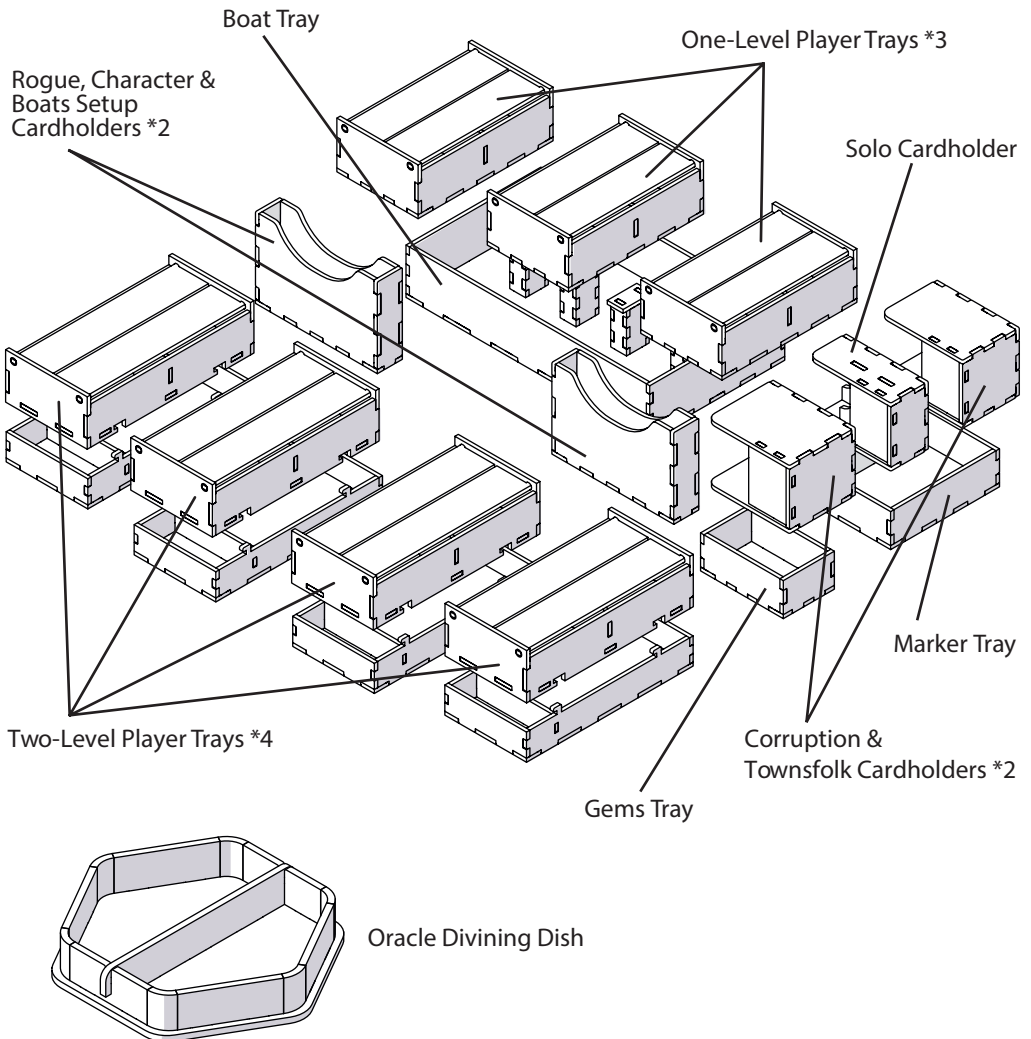 Boat Tray
One-Level Player Trays *3
Rogue, Character &
Boats Setup
Cardholders *2
Solo Cardholder
Marker Tray
Two-Level Player Trays *4
Corruption &
Townsfolk Cardholders *2
Gems Tray
Oracle Divining Dish